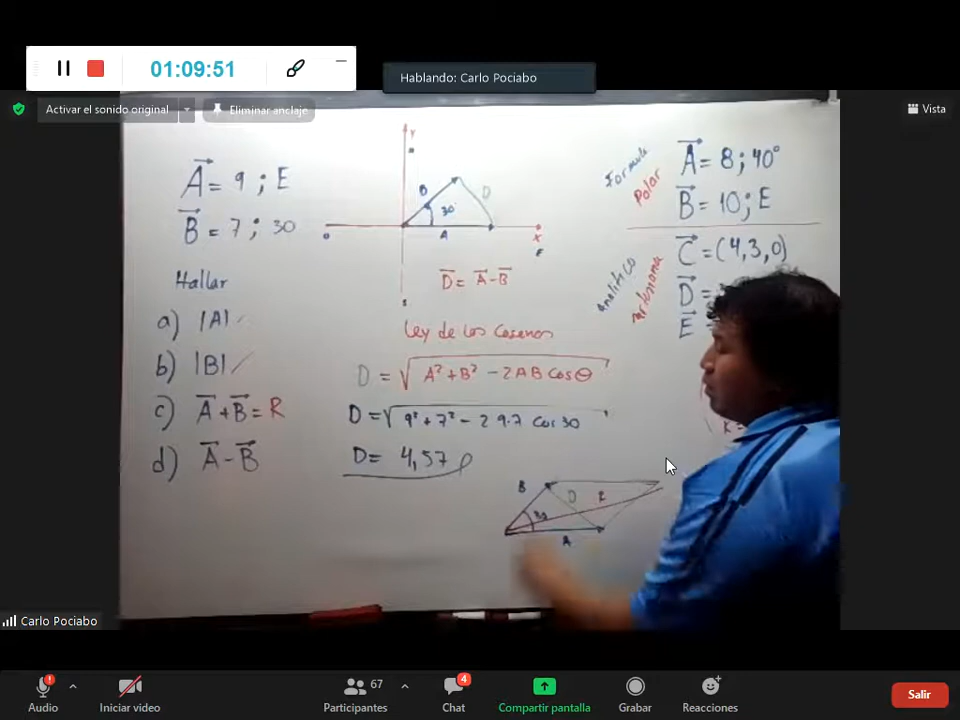 01:09:51
Hablando: Carlo Pociabo
Activar el sonido original
Eliminar anclaje
Vista
A = 9 ; E
B = 7 ; 30
Hallar
a) |A|
b) |B|
c) A + B = R
d) A - B
Y
B
30°
D
A
X
E
D = A - B
Ley de los Cosenos
D = √A² + B² - 2AB Cos θ
D = √9² + 7² - 2 9·7 Cos 30
D = 4,57
B
D
R
30
A
Formula
Polar
A = 8 ; 40°
B = 10 ; E
analitico
C = (4,3,0)
D =
E
Carlo Pociabo
Audio
Iniciar video
67
Participantes
4
Chat
Compartir pantalla
Grabar
Reacciones
Salir